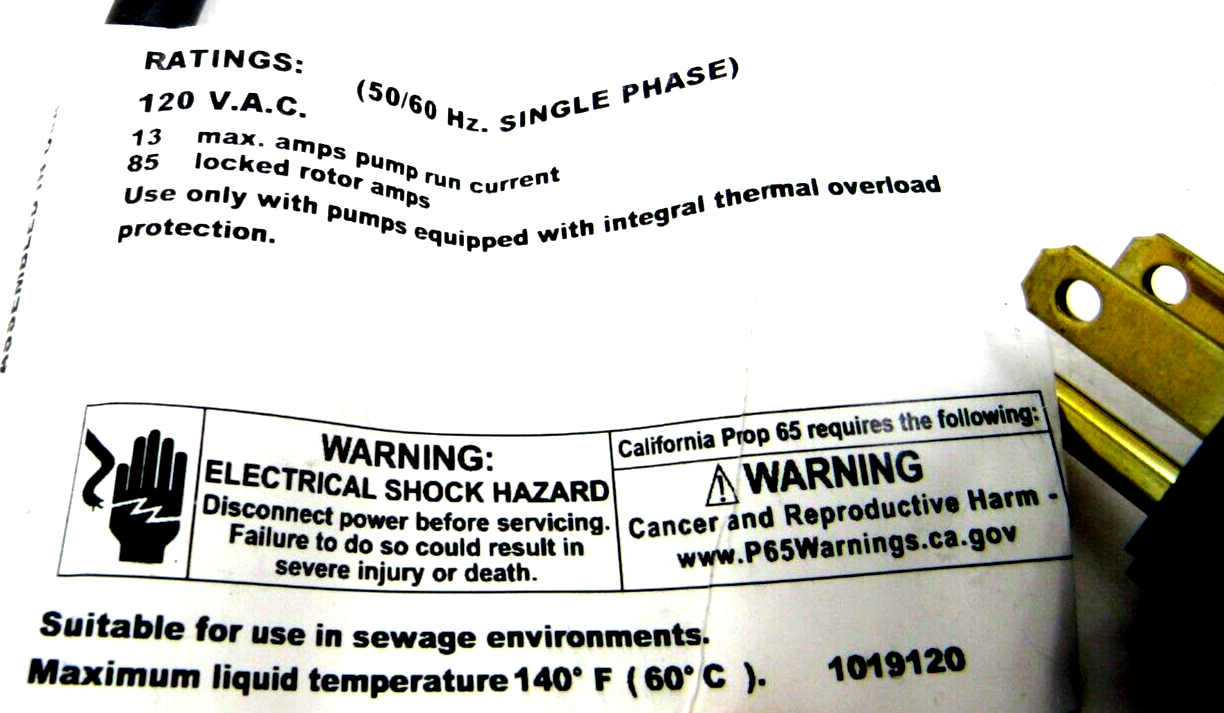 RATINGS:
120 V.A.C. (50/60 Hz. SINGLE PHASE)
13 max. amps pump run current
85 locked rotor amps
Use only with pumps equipped with integral thermal overload
protection.
ASSEMBLED IN
WARNING:
ELECTRICAL SHOCK HAZARD
Disconnect power before servicing.
Failure to do so could result in
severe injury or death.
California Prop 65 requires the following:
⚠ WARNING
Cancer and Reproductive Harm -
www.P65Warnings.ca.gov
Suitable for use in sewage environments.
Maximum liquid temperature 140° F ( 60° C ).
1019120